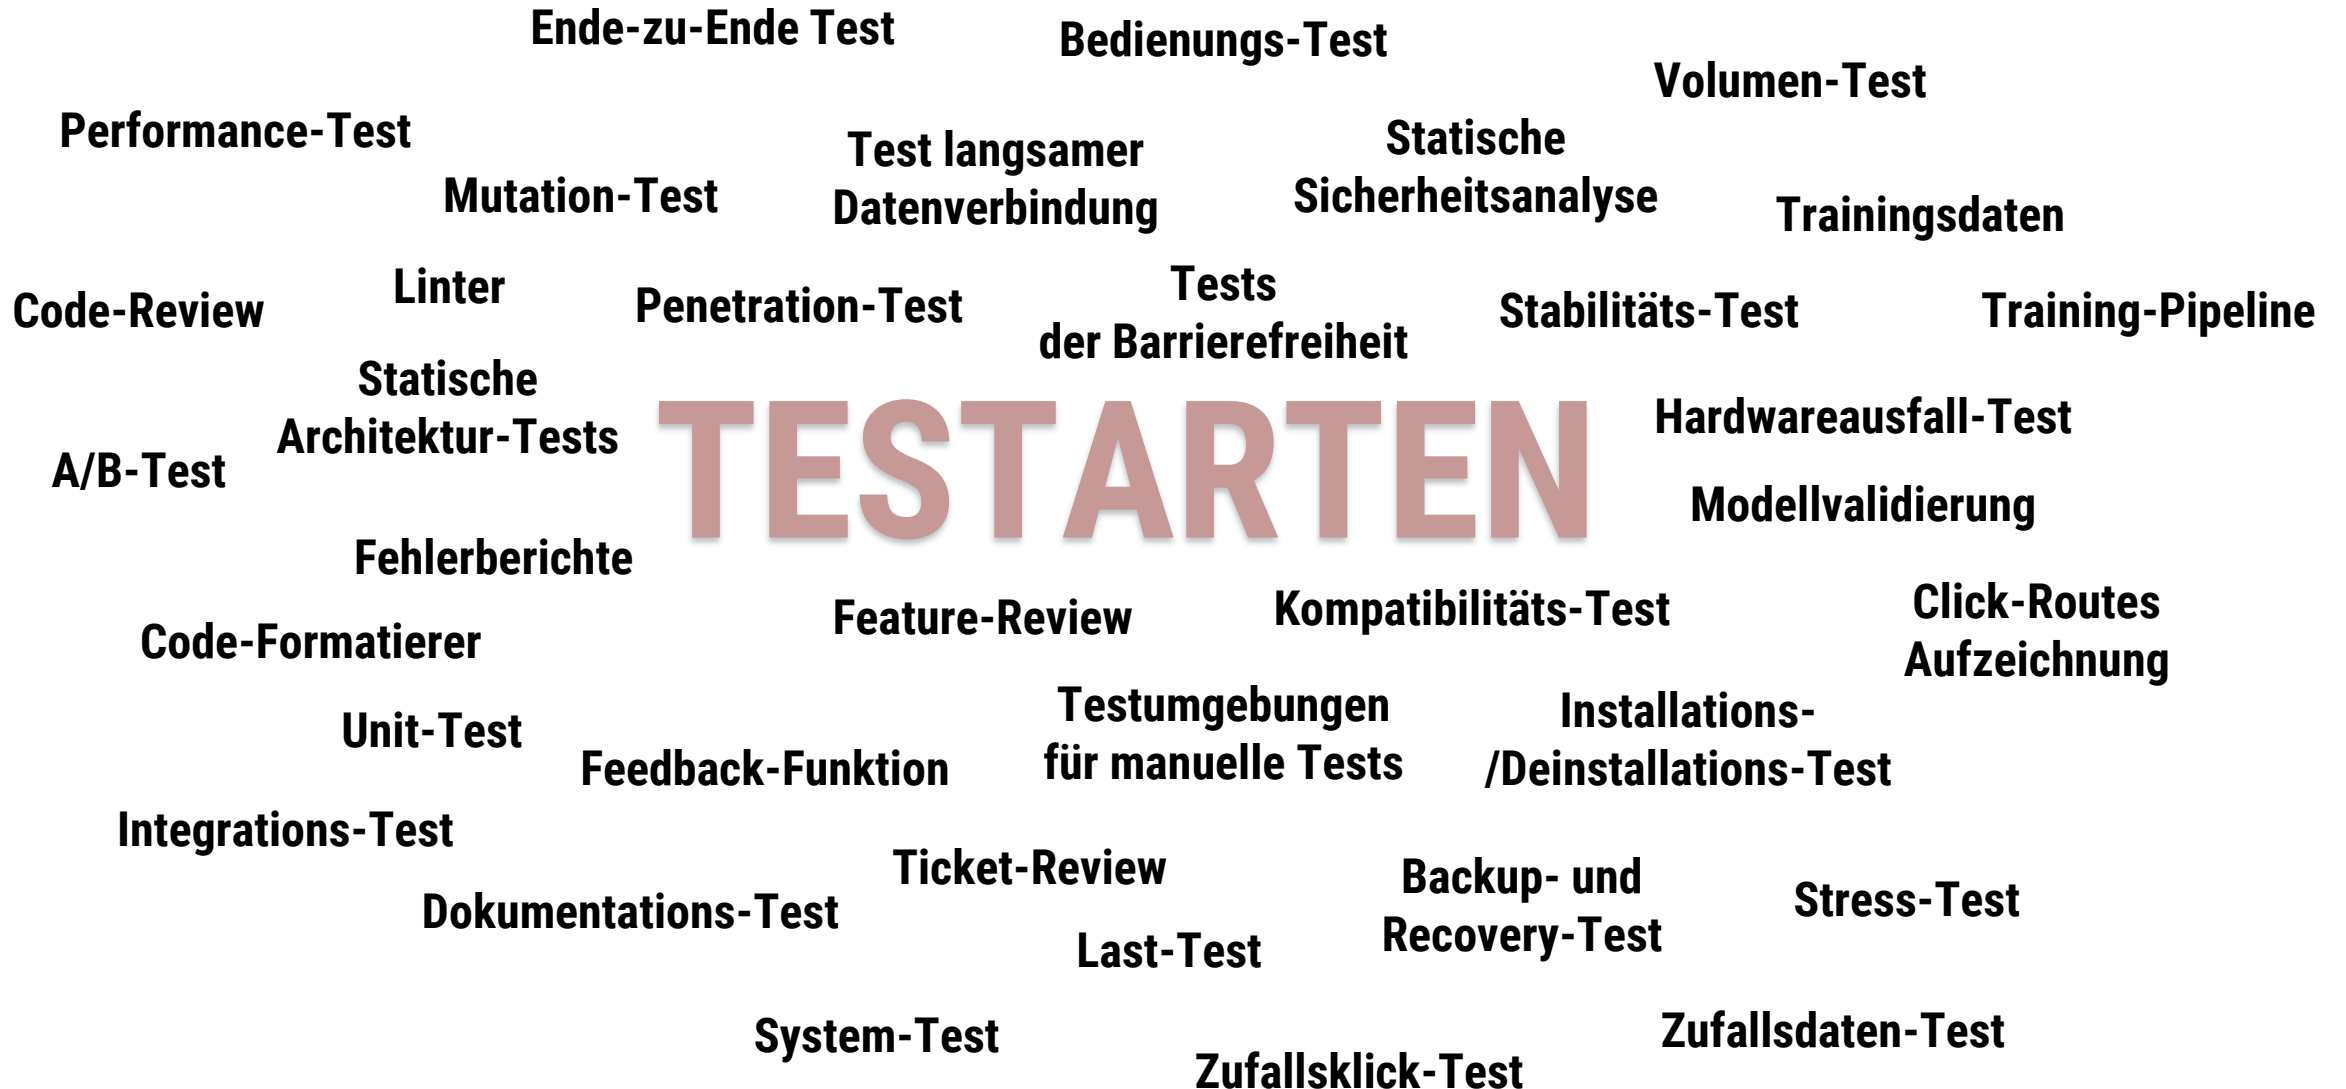 Ende-zu-Ende Test
Bedienungs-Test
Volumen-Test
Performance-Test
Test langsamer
Datenverbindung
Statische
Sicherheitsanalyse
Mutation-Test
Trainingsdaten
Code-Review
Linter
Penetration-Test
Tests
der Barrierefreiheit
Stabilitäts-Test
Training-Pipeline
Statische
Architektur-Tests
TESTARTEN
Hardwareausfall-Test
A/B-Test
Modellvalidierung
Fehlerberichte
Feature-Review
Kompatibilitäts-Test
Click-Routes
Aufzeichnung
Code-Formatierer
Unit-Test
Feedback-Funktion
Testumgebungen
für manuelle Tests
Installations-
/Deinstallations-Test
Integrations-Test
Ticket-Review
Backup- und
Recovery-Test
Stress-Test
Dokumentations-Test
Last-Test
System-Test
Zufallsklick-Test
Zufallsdaten-Test